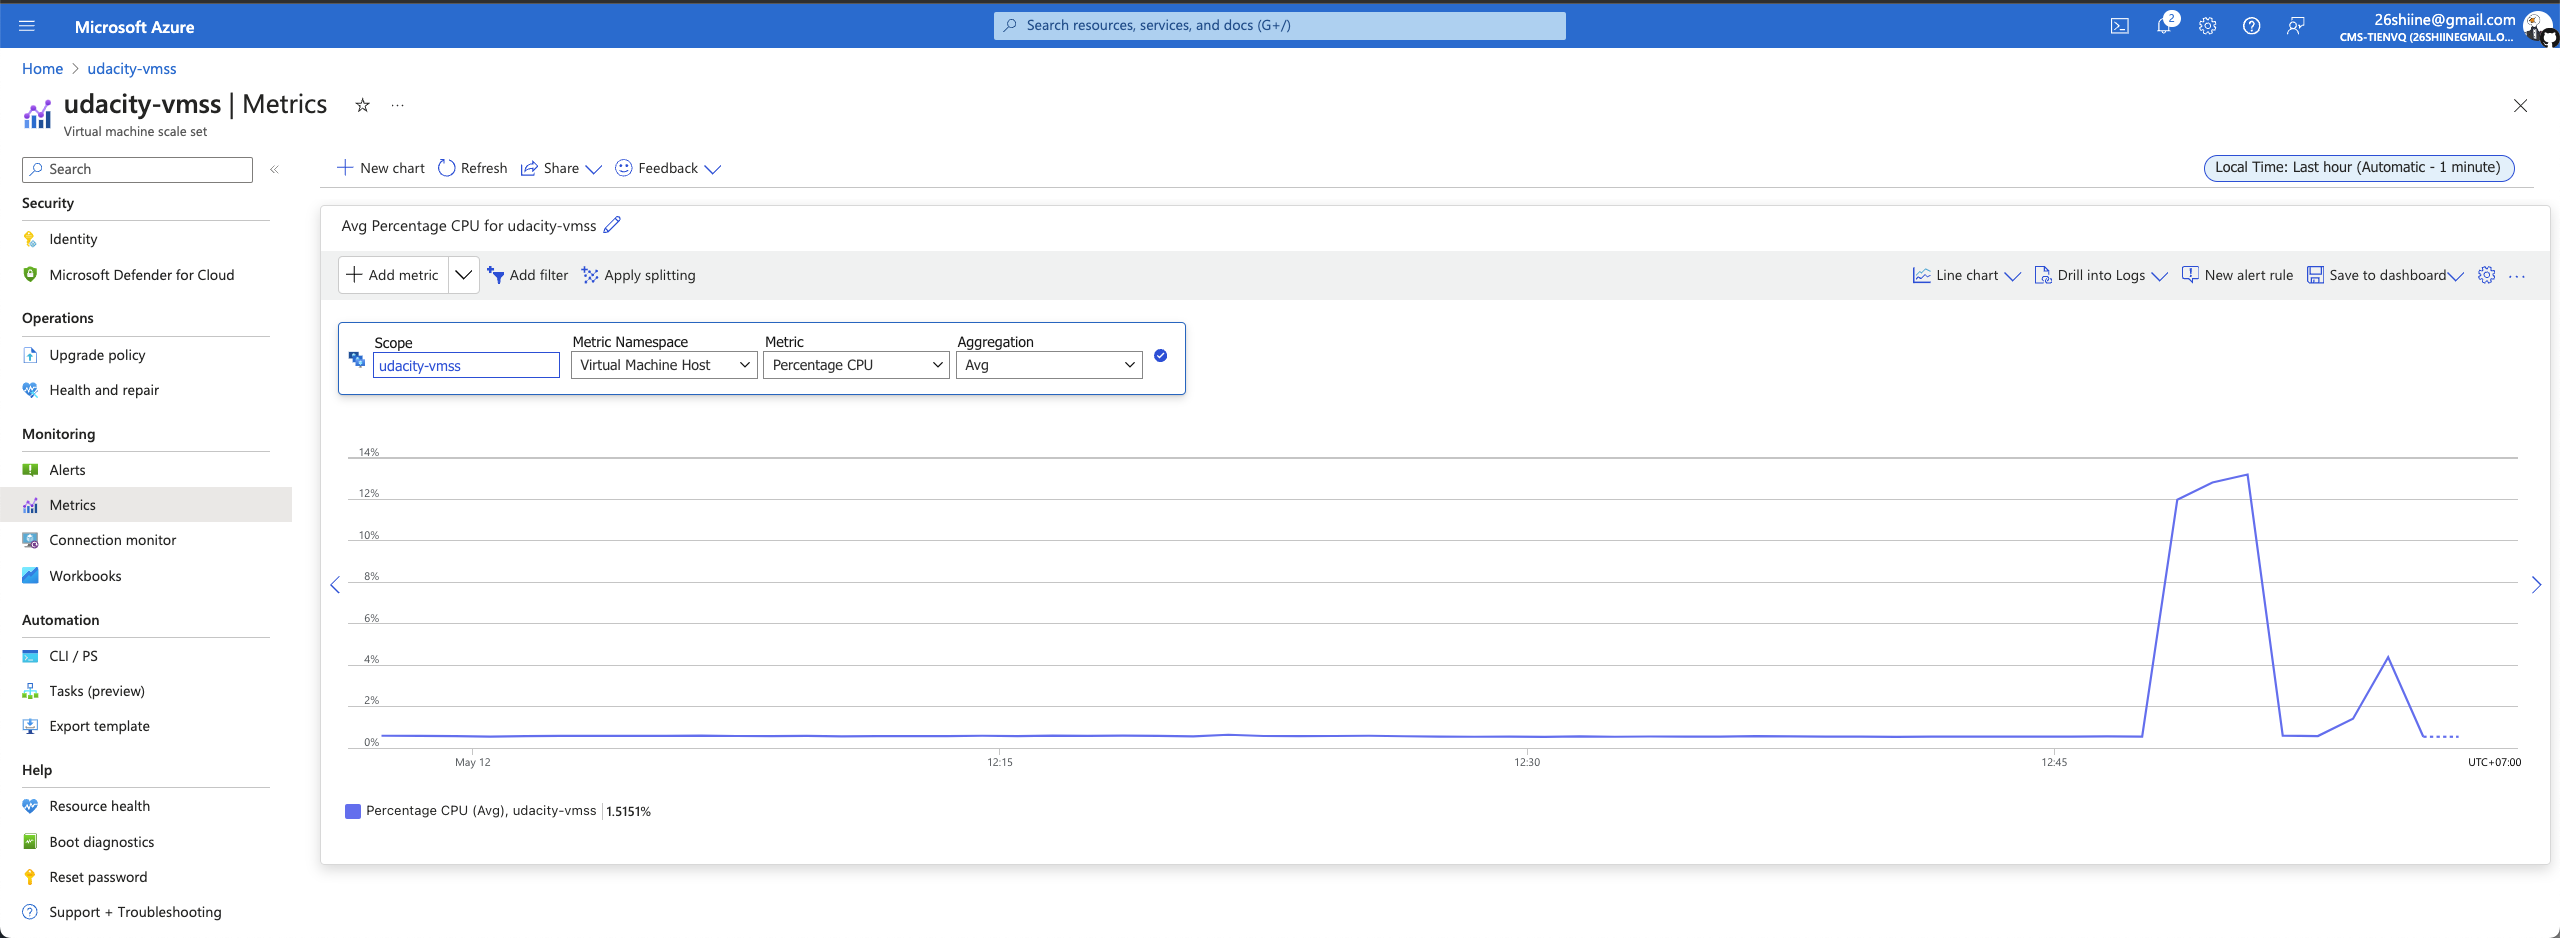 Microsoft Azure
Search resources, services, and docs (G+/)
2
26shiine@gmail.com
CMS-TIENVQ (26SHIINEGMAIL.O...
Home > udacity-vmss
udacity-vmss | Metrics
Virtual machine scale set
Search
New chart Refresh Share Feedback
Local Time: Last hour (Automatic - 1 minute)
Security
Identity
Microsoft Defender for Cloud
Operations
Upgrade policy
Health and repair
Monitoring
Alerts
Metrics
Connection monitor
Workbooks
Automation
CLI / PS
Tasks (preview)
Export template
Help
Resource health
Boot diagnostics
Reset password
Support + Troubleshooting
Avg Percentage CPU for udacity-vmss
Add metric Add filter Apply splitting
Line chart Drill into Logs New alert rule Save to dashboard
Scope Metric Namespace Metric Aggregation
udacity-vmss Virtual Machine Host Percentage CPU Avg
14%
12%
10%
8%
6%
4%
2%
0%
May 12 12:15 12:30 12:45 UTC+07:00
Percentage CPU (Avg), udacity-vmss | 1.5151%